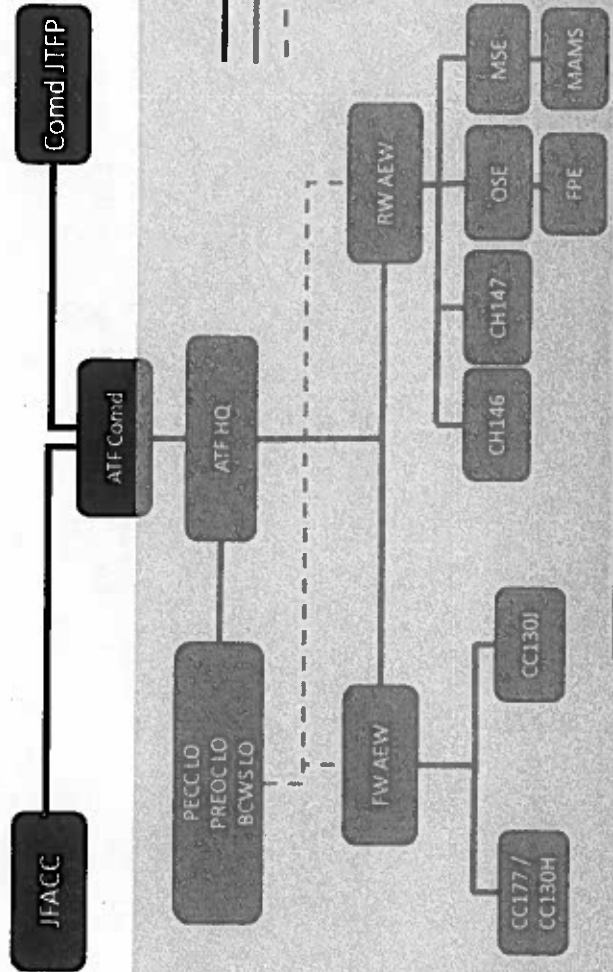 JFACC
Comd JTFP
ATF Comd
ATF HQ
PECC LO
PREOC LO
BCWS LO
FW AEW
RW AEW
CC177 /
CC130H
CC130J
CH146
CH147
OSE
MSE
FPE
MAMS